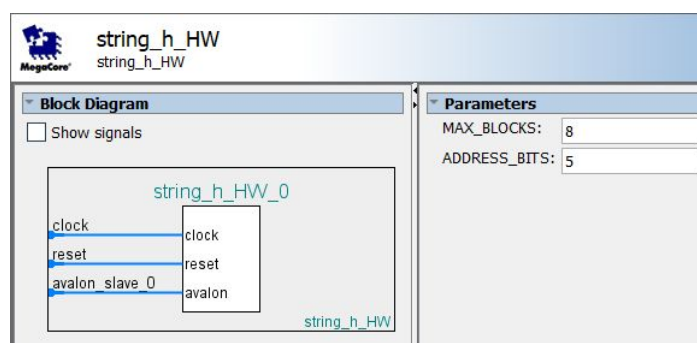 string_h_HW
string_h_HW
MegaCore®
Block Diagram
Show signals
string_h_HW_0
clock
clock
reset
reset
avalon_slave_0
avalon
string_h_HW
Parameters
MAX_BLOCKS: 8
ADDRESS_BITS: 5